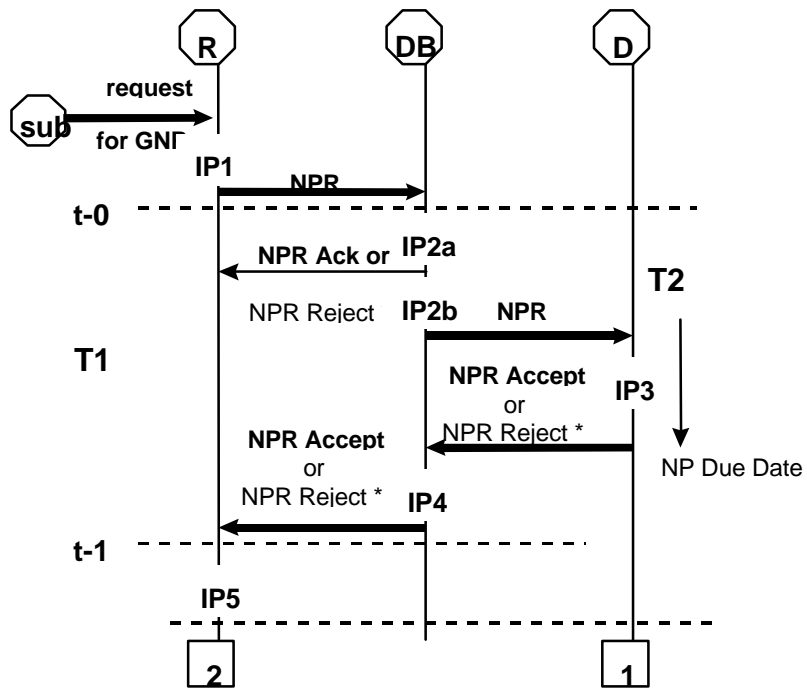 R
DB
D
request
sub
for GNP
IP1
NPR
t-0
NPR Ack or
IP2a
T2
NPR Reject
IP2b
NPR
T1
NPR Accept
IP3
or
NPR Reject *
NPR Accept
NP Due Date
or
NPR Reject *
IP4
t-1
IP5
2
1